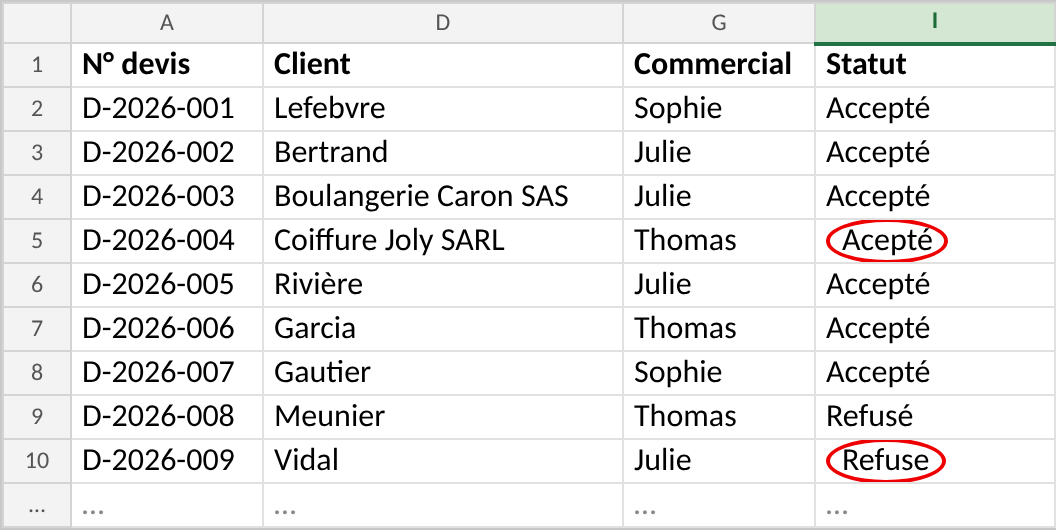 A D G I
1 N° devis Client Commercial Statut
2 D-2026-001 Lefebvre Sophie Accepté
3 D-2026-002 Bertrand Julie Accepté
4 D-2026-003 Boulangerie Caron SAS Julie Accepté
5 D-2026-004 Coiffure Joly SARL Thomas Acepté
6 D-2026-005 Rivière Julie Accepté
7 D-2026-006 Garcia Thomas Accepté
8 D-2026-007 Gautier Sophie Accepté
9 D-2026-008 Meunier Thomas Refusé
10 D-2026-009 Vidal Julie Refuse
... ... ... ... ...